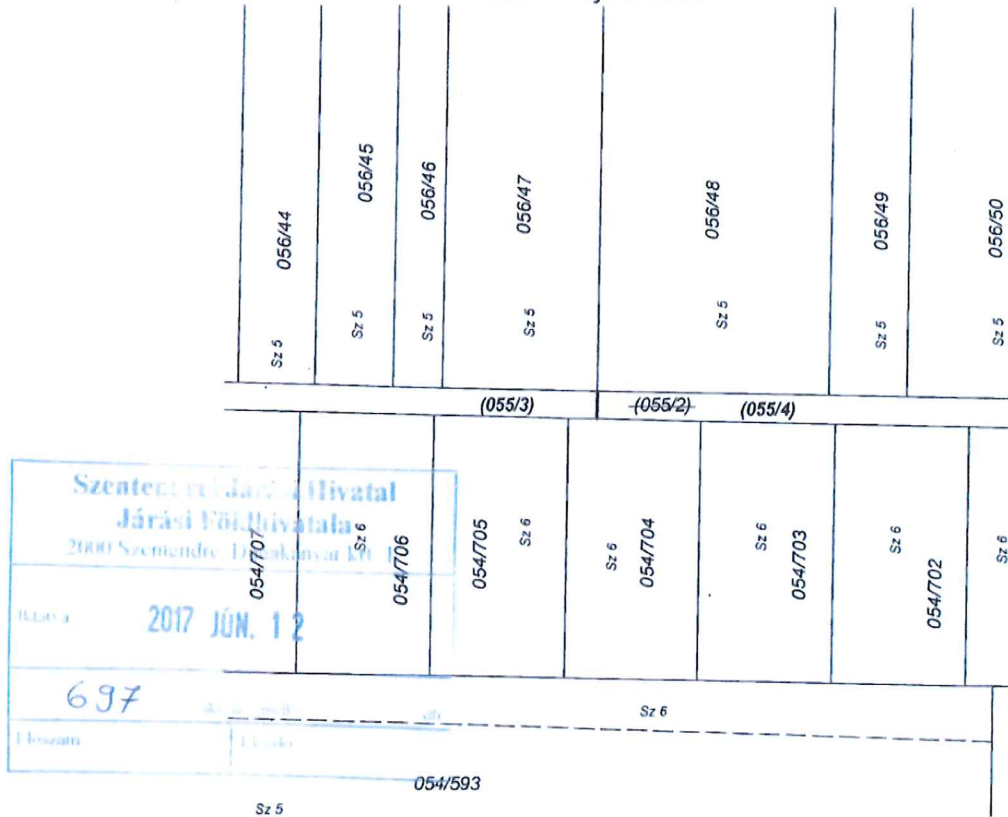 056/44
056/45
056/46
056/47
056/48
056/49
056/50
Sz 5
Sz 5
Sz 5
Sz 5
Sz 5
Sz 5
Sz 5
(055/3)
(055/2)
(055/4)
Hivatal
Járási Földhivatala
2000 Szentendre,
2017 JÚN. 12
697
054/707
Sz 6
054/706
054/705
Sz 6
Sz 6
054/704
Sz 6
054/703
Sz 6
054/702
Sz 6
Sz 6
054/593
Sz 5